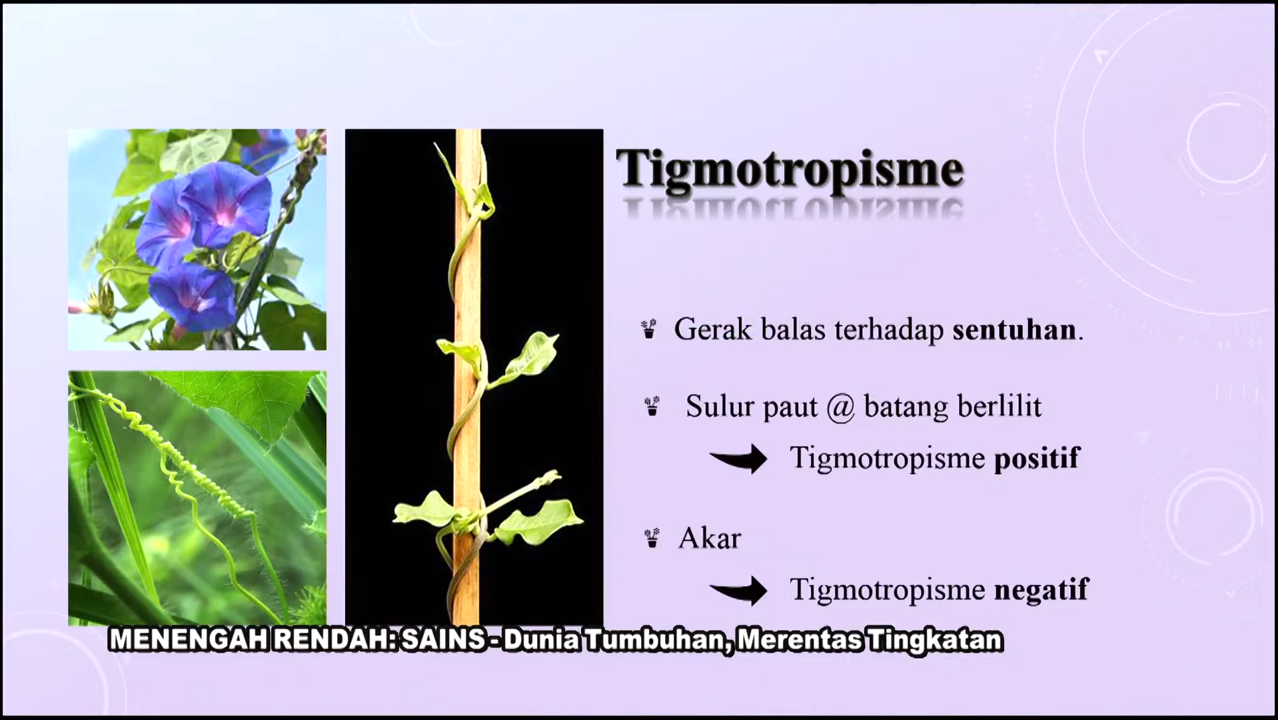 Tigmotropisme
Gerak balas terhadap sentuhan.
Sulur paut @ batang berlilit
Tigmotropisme positif
Akar
Tigmotropisme negatif
MENENGAH RENDAH: SAINS - Dunia Tumbuhan, Merentas Tingkatan